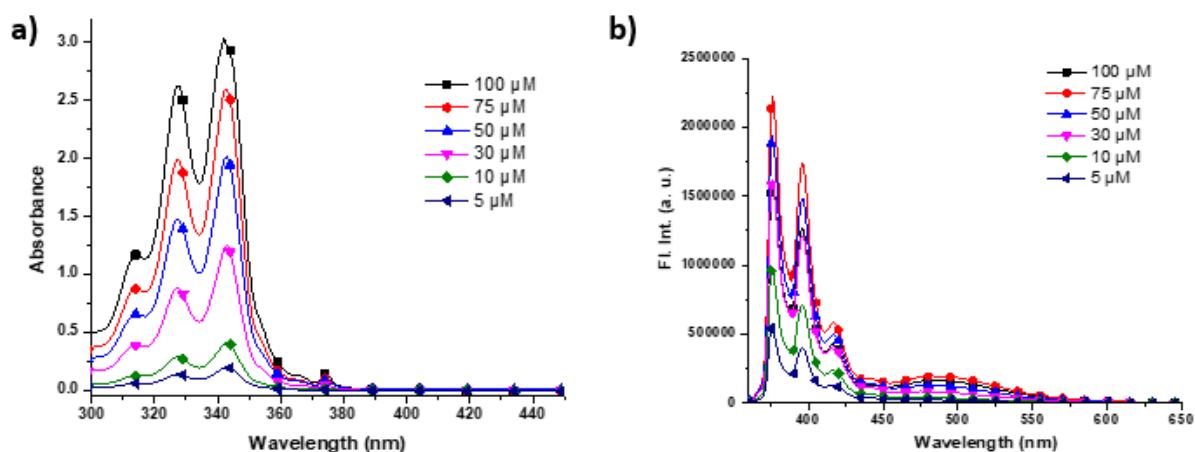 a)
Absorbance
3.0
2.5
2.0
1.5
1.0
0.5
0.0
300 320 340 360 380 400 420 440
Wavelength (nm)
100 µM
75 µM
50 µM
30 µM
10 µM
5 µM
b)
Fl. Int. (a. u.)
2500000
2000000
1500000
1000000
500000
0
400 450 500 550 600 650
Wavelength (nm)
100 µM
75 µM
50 µM
30 µM
10 µM
5 µM